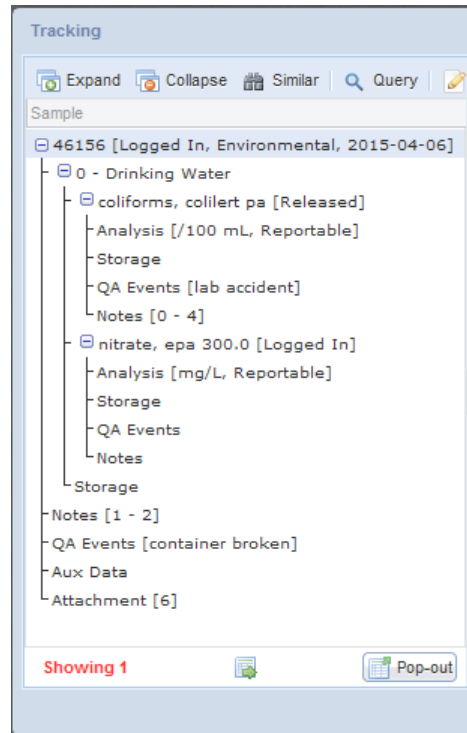 Tracking
Expand Collapse Similar Query
Sample
46156 [Logged In, Environmental, 2015-04-06]
0 - Drinking Water
coliforms, colilert pa [Released]
Analysis [/100 mL, Reportable]
Storage
QA Events [lab accident]
Notes [0 - 4]
nitrate, epa 300.0 [Logged In]
Analysis [mg/L, Reportable]
Storage
QA Events
Notes
Storage
Notes [1 - 2]
QA Events [container broken]
Aux Data
Attachment [6]
Showing 1 Pop-out